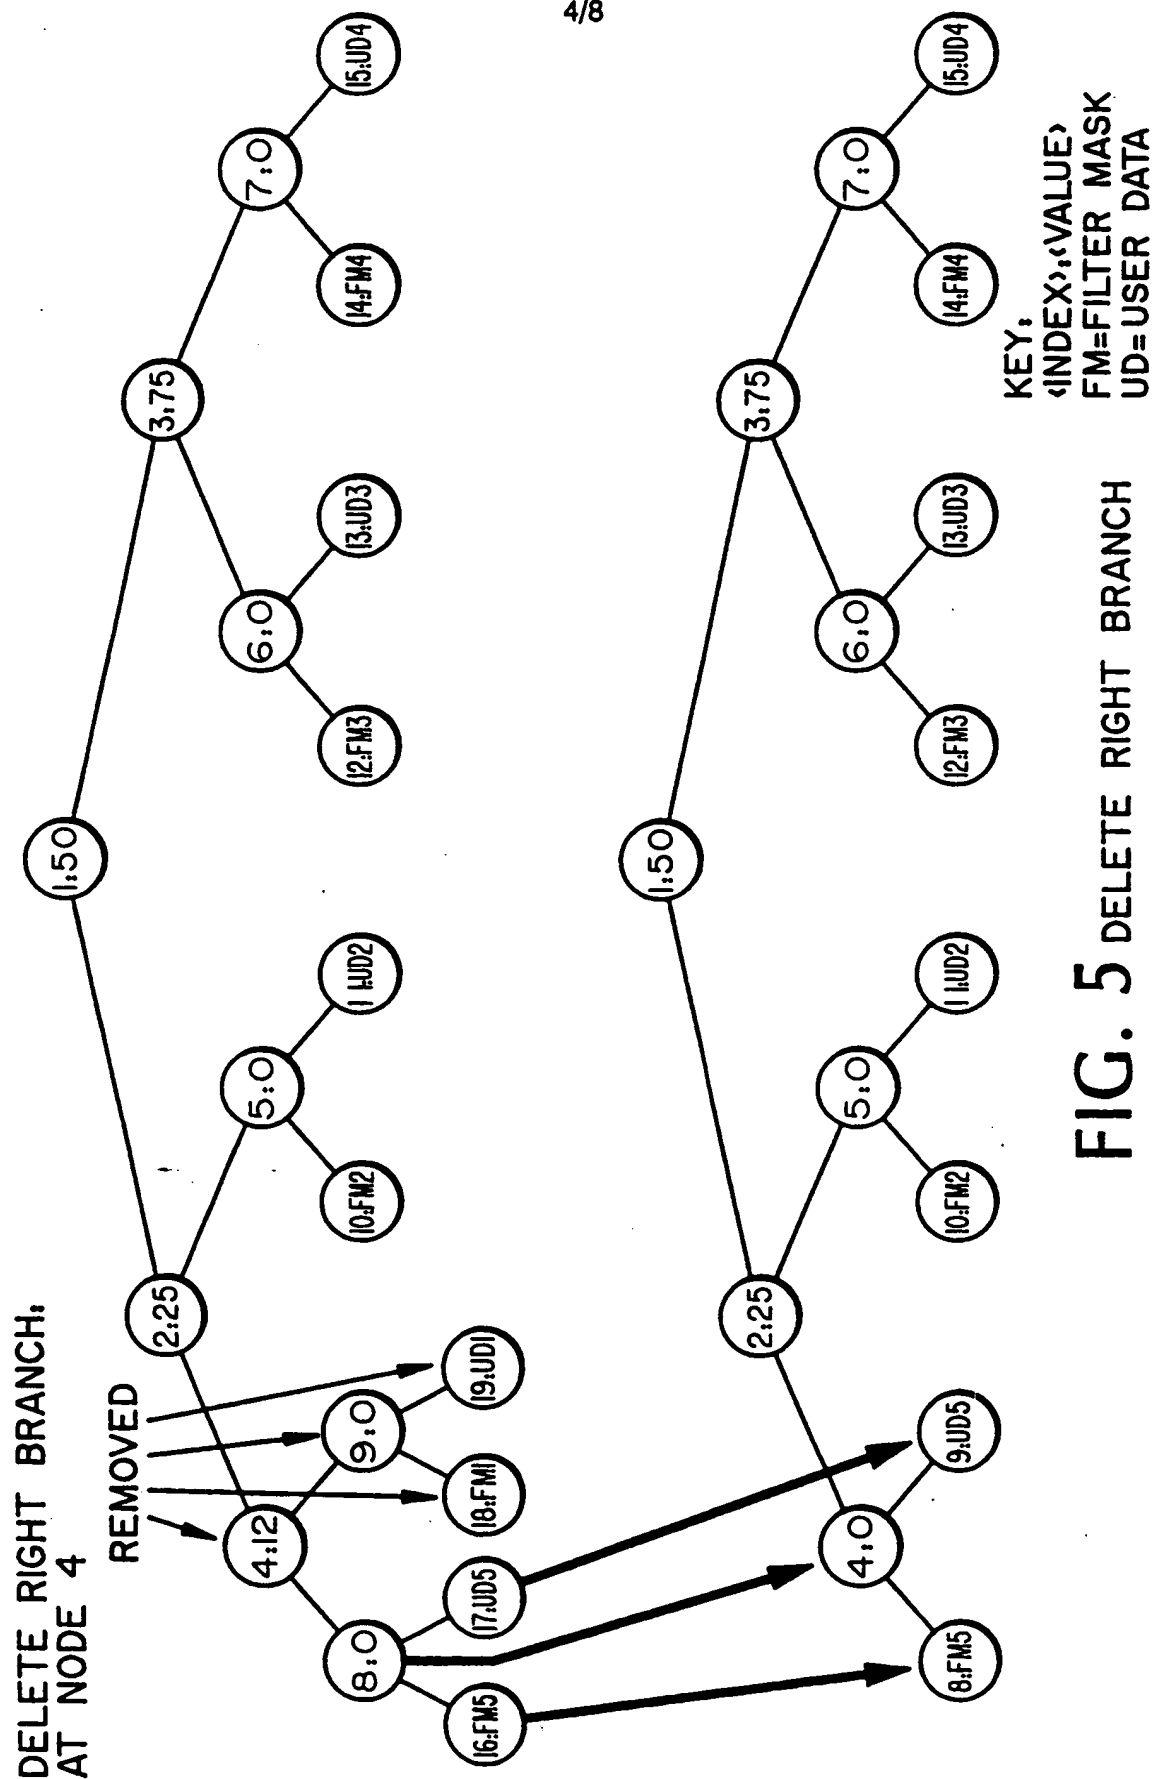 4/8
DELETE RIGHT BRANCH:
AT NODE 4
REMOVED
1:50
2:25
3:75
4:12
5:0
6:0
7:0
8:0
9:0
10:FM2
11:UD2
12:FM3
13:UD3
14:FM4
15:UD4
16:FM5
17:UD5
18:FM1
19:UD1
1:50
2:25
3:75
4:0
5:0
6:0
7:0
8:FM5
9:UD5
10:FM2
11:UD2
12:FM3
13:UD3
14:FM4
15:UD4
KEY:
<INDEX>:<VALUE>
FM=FILTER MASK
UD=USER DATA
FIG. 5 DELETE RIGHT BRANCH